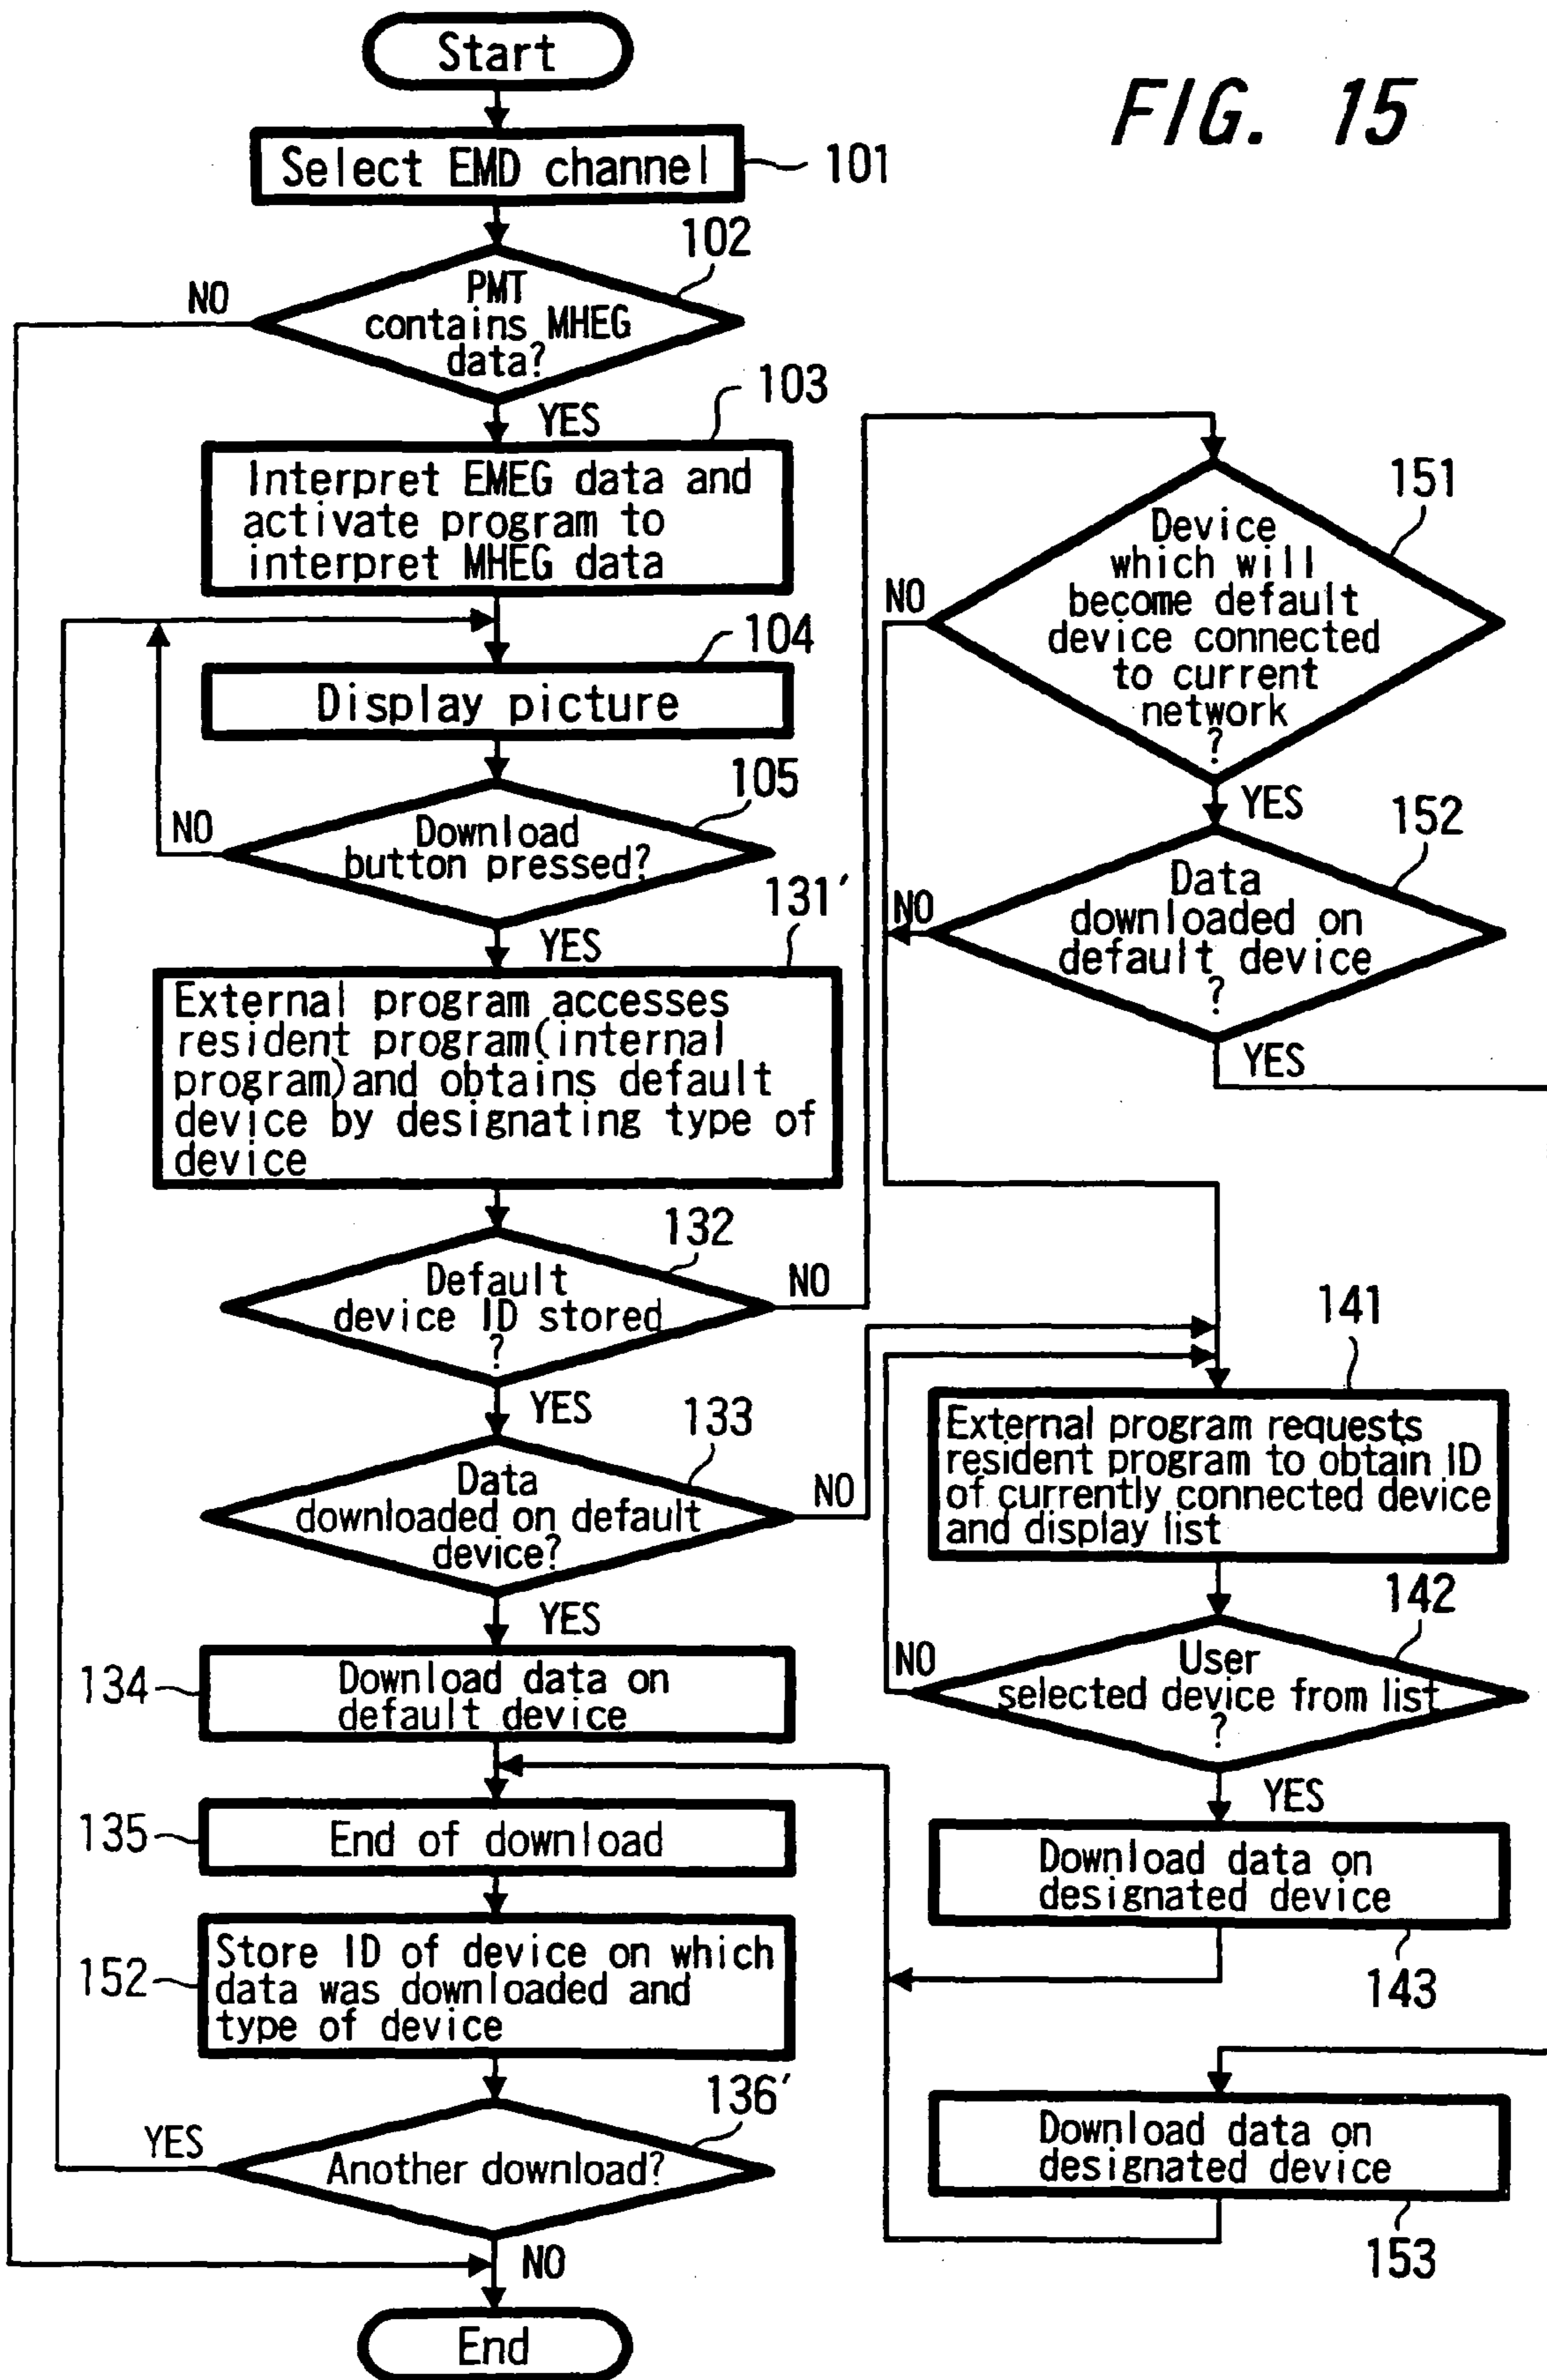 FIG. 15
Start
Select EMD channel
101
102
PMT
contains MHEG
data?
NO
YES
103
Interpret EMEG data and
activate program to
interpret MHEG data
104
Display picture
105
Download
button pressed?
NO
YES
131'
External program accesses
resident program(internal
program)and obtains default
device by designating type of
device
132
Default
device ID stored
?
NO
YES
133
Data
downloaded on default
device?
NO
YES
134
Download data on
default device
135
End of download
152
Store ID of device on which
data was downloaded and
type of device
136'
Another download?
YES
NO
End
151
Device
which will
become default
device connected
to current
network
?
NO
YES
152
Data
downloaded on
default device
?
NO
YES
141
External program requests
resident program to obtain ID
of currently connected device
and display list
142
User
selected device from list
?
NO
YES
Download data on
designated device
143
Download data on
designated device
153